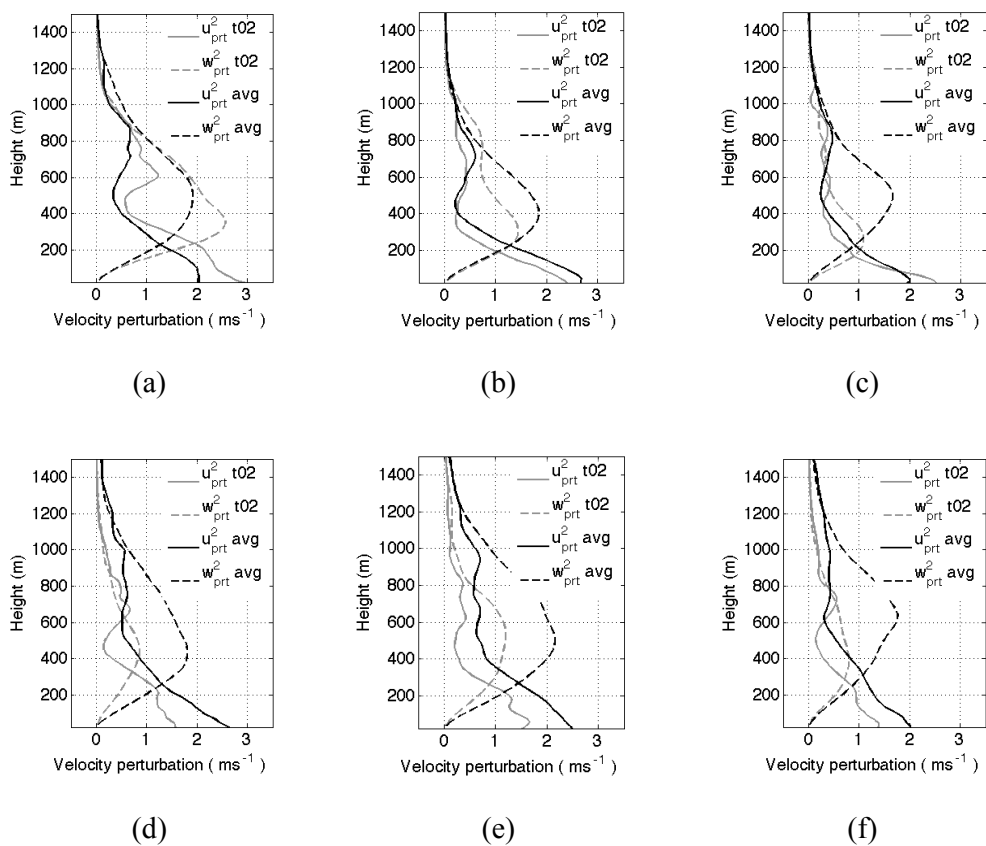 1400
1200
1000
800
600
400
200
Height (m)
u²prt t02
w²prt t02
u²prt avg
w²prt avg
0 1 2 3
Velocity perturbation ( ms⁻¹ )
(a)
1400
1200
1000
800
600
400
200
Height (m)
u²prt t02
w²prt t02
u²prt avg
w²prt avg
0 1 2 3
Velocity perturbation ( ms⁻¹ )
(b)
1400
1200
1000
800
600
400
200
Height (m)
u²prt t02
w²prt t02
u²prt avg
w²prt avg
0 1 2 3
Velocity perturbation ( ms⁻¹ )
(c)
1400
1200
1000
800
600
400
200
Height (m)
u²prt t02
w²prt t02
u²prt avg
w²prt avg
0 1 2 3
Velocity perturbation ( ms⁻¹ )
(d)
1400
1200
1000
800
600
400
200
Height (m)
u²prt t02
w²prt t02
u²prt avg
w²prt avg
0 1 2 3
Velocity perturbation ( ms⁻¹ )
(e)
1400
1200
1000
800
600
400
200
Height (m)
u²prt t02
w²prt t02
u²prt avg
w²prt avg
0 1 2 3
Velocity perturbation ( ms⁻¹ )
(f)